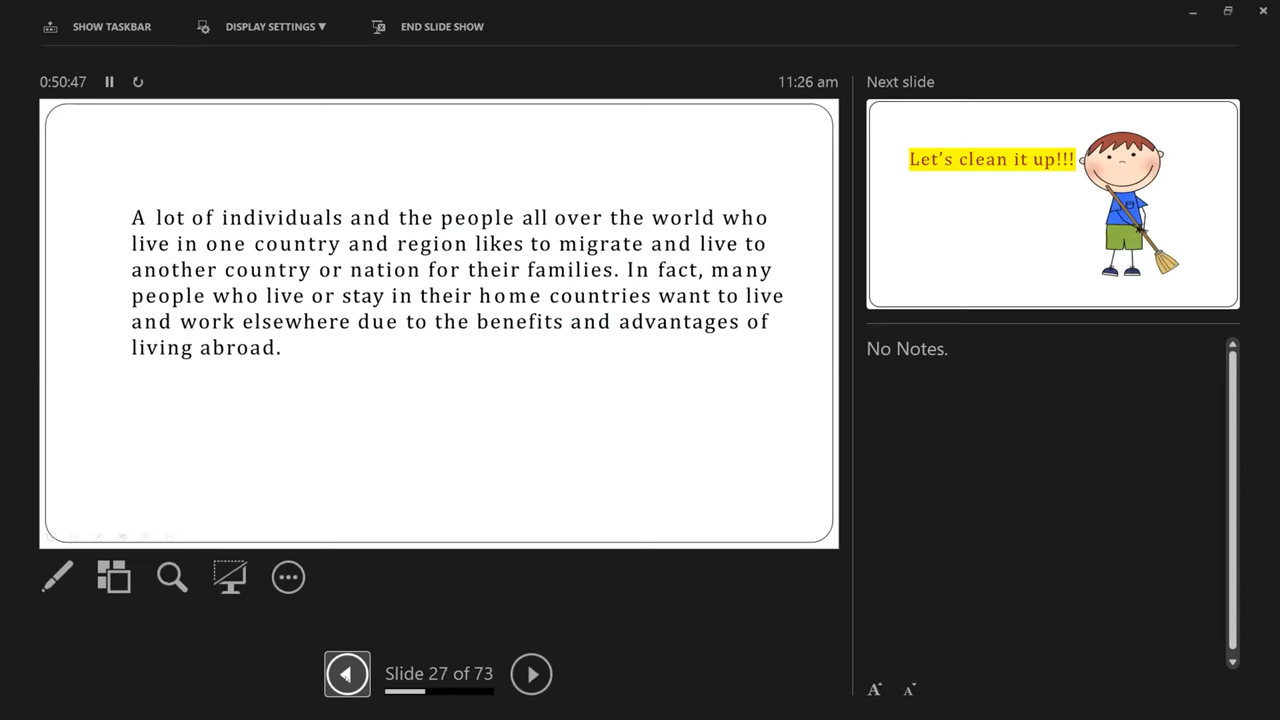 SHOW TASKBAR
DISPLAY SETTINGS ▼
END SLIDE SHOW
0:50:47
11:26 am
Next slide
A lot of individuals and the people all over the world who
live in one country and region likes to migrate and live to
another country or nation for their families. In fact, many
people who live or stay in their home countries want to live
and work elsewhere due to the benefits and advantages of
living abroad.
Let's clean it up!!!
No Notes.
Slide 27 of 73
A A